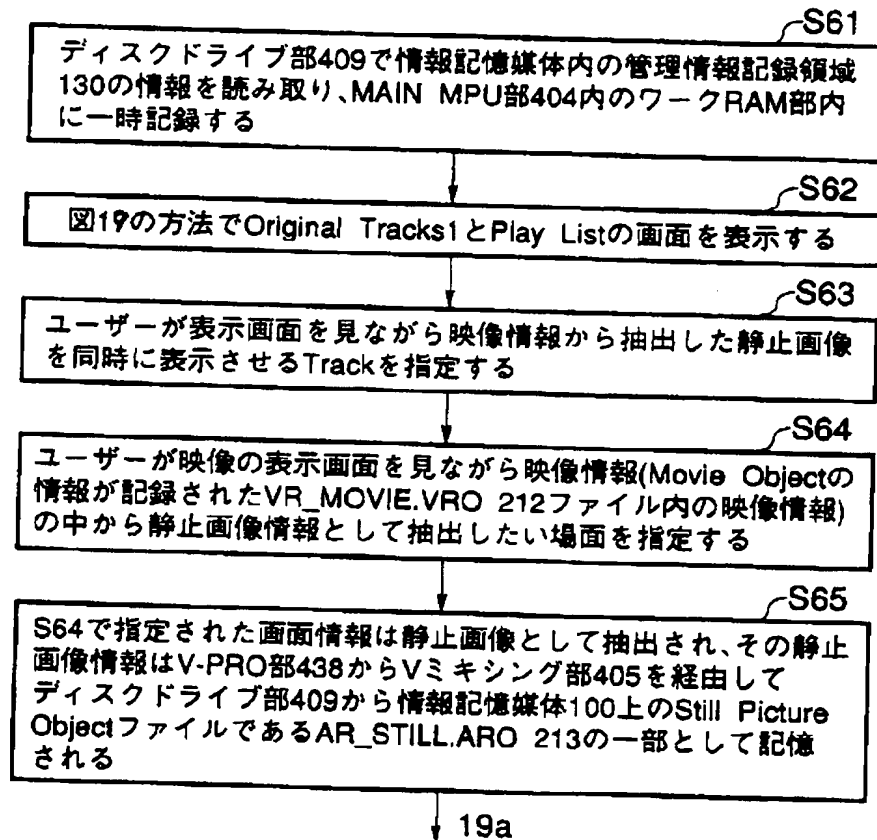 S61
ディスクドライブ部409で情報記憶媒体内の管理情報記録領域
130の情報を読み取り、MAIN MPU部404内のワークRAM部内
に一時記録する
S62
図19の方法でOriginal Tracks1とPlay Listの画面を表示する
S63
ユーザーが表示画面を見ながら映像情報から抽出した静止画像
を同時に表示させるTrackを指定する
S64
ユーザーが映像の表示画面を見ながら映像情報(Movie Objectの
情報が記録されたVR_MOVIE.VRO 212ファイル内の映像情報)
の中から静止画像情報として抽出したい場面を指定する
S65
S64で指定された画面情報は静止画像として抽出され、その静止
画像情報はV-PRO部438からVミキシング部405を経由して
ディスクドライブ部409から情報記憶媒体100上のStill Picture
ObjectファイルであるAR_STILL.ARO 213の一部として記憶
される
19a